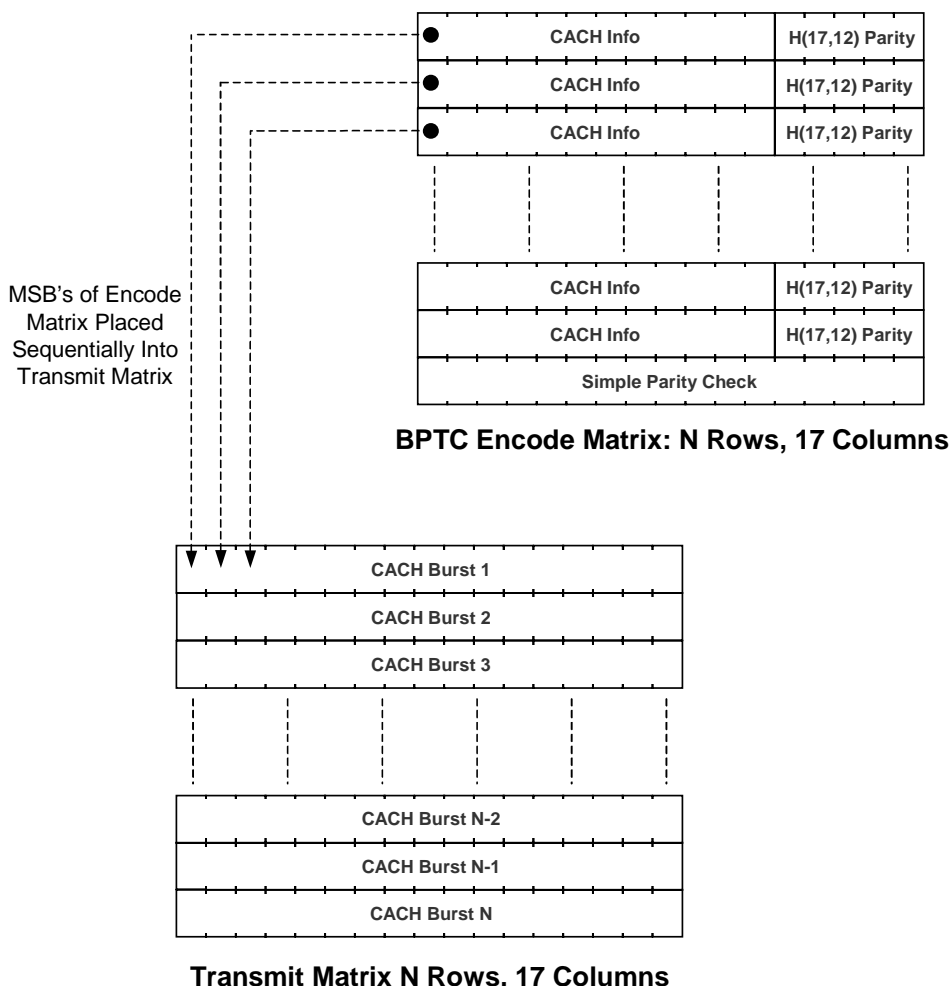 CACH Info H(17,12) Parity
CACH Info H(17,12) Parity
CACH Info H(17,12) Parity
MSB's of Encode
Matrix Placed
Sequentially Into
Transmit Matrix
CACH Info H(17,12) Parity
CACH Info H(17,12) Parity
Simple Parity Check
BPTC Encode Matrix: N Rows, 17 Columns
CACH Burst 1
CACH Burst 2
CACH Burst 3
CACH Burst N-2
CACH Burst N-1
CACH Burst N
Transmit Matrix N Rows, 17 Columns